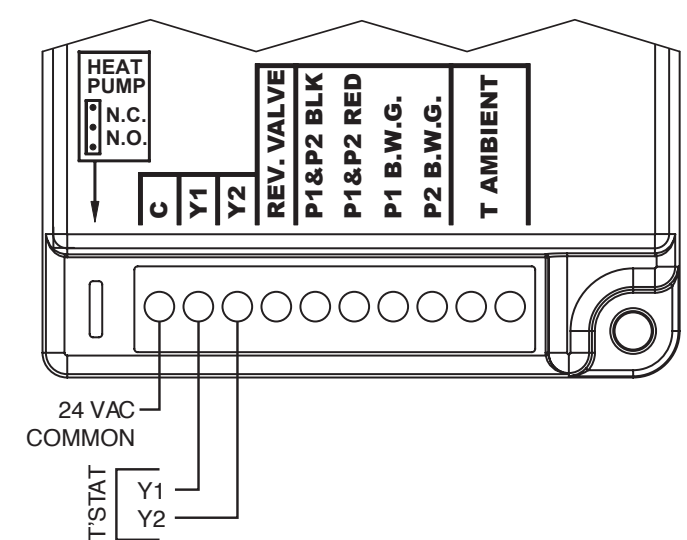 HEAT
PUMP
N.C.
N.O.
C
Y1
Y2
REV. VALVE
P1&P2 BLK
P1&P2 RED
P1 B.W.G.
P2 B.W.G.
T AMBIENT
24 VAC
COMMON
T'STAT
Y1
Y2